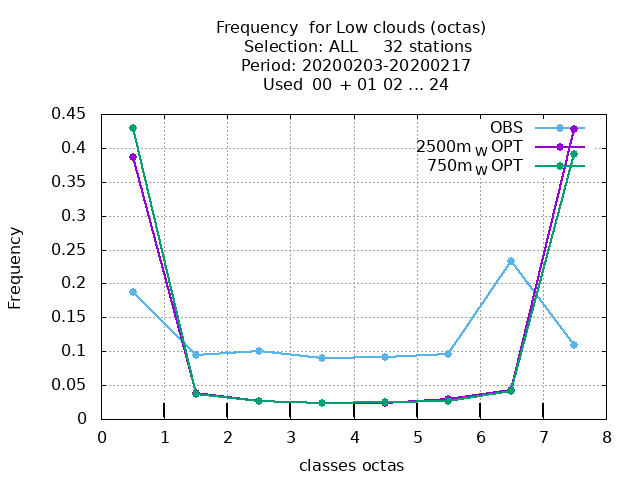 Frequency  for Low clouds (octas)
Selection: ALL     32 stations
Period: 20200203-20200217
Used  00 + 01 02 ... 24
OBS
2500m W OPT
750m W OPT
0.45
0.4
0.35
0.3
0.25
0.2
0.15
0.1
0.05
0
Frequency
0 1 2 3 4 5 6 7 8
classes octas